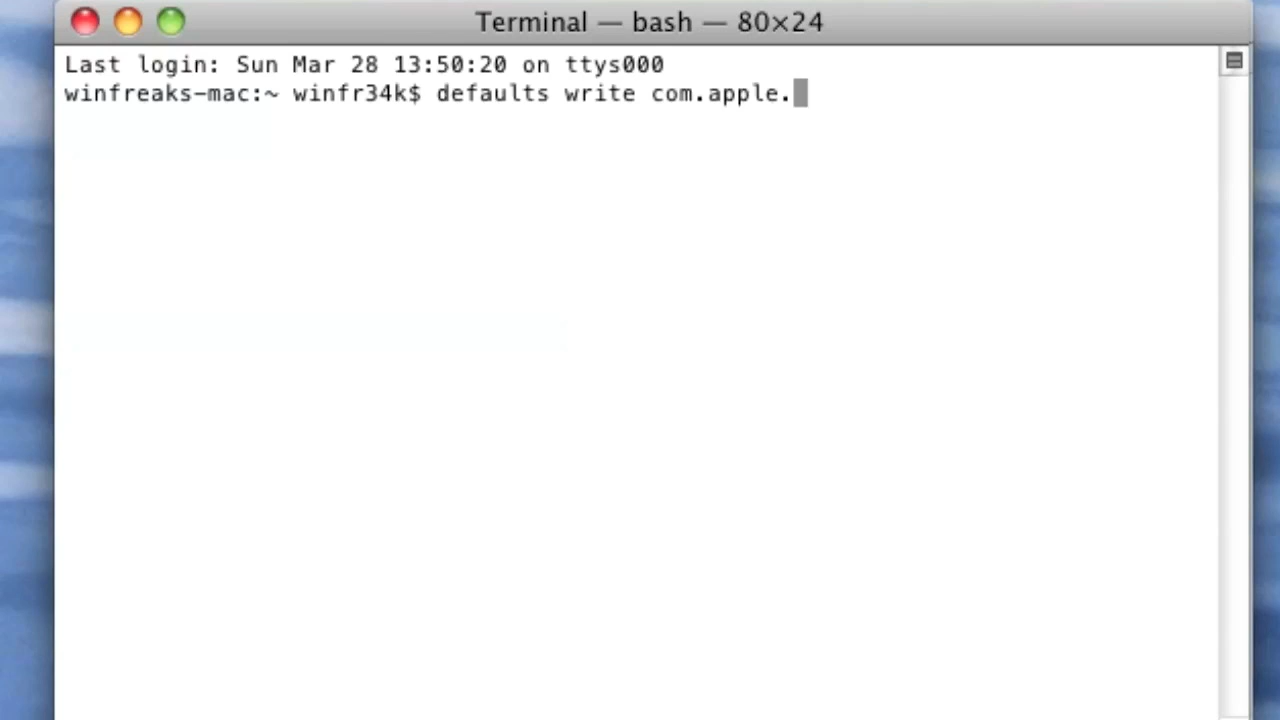 Terminal — bash — 80×24
Last login: Sun Mar 28 13:50:20 on ttys000
winfreaks-mac:~ winfr34k$ defaults write com.apple.